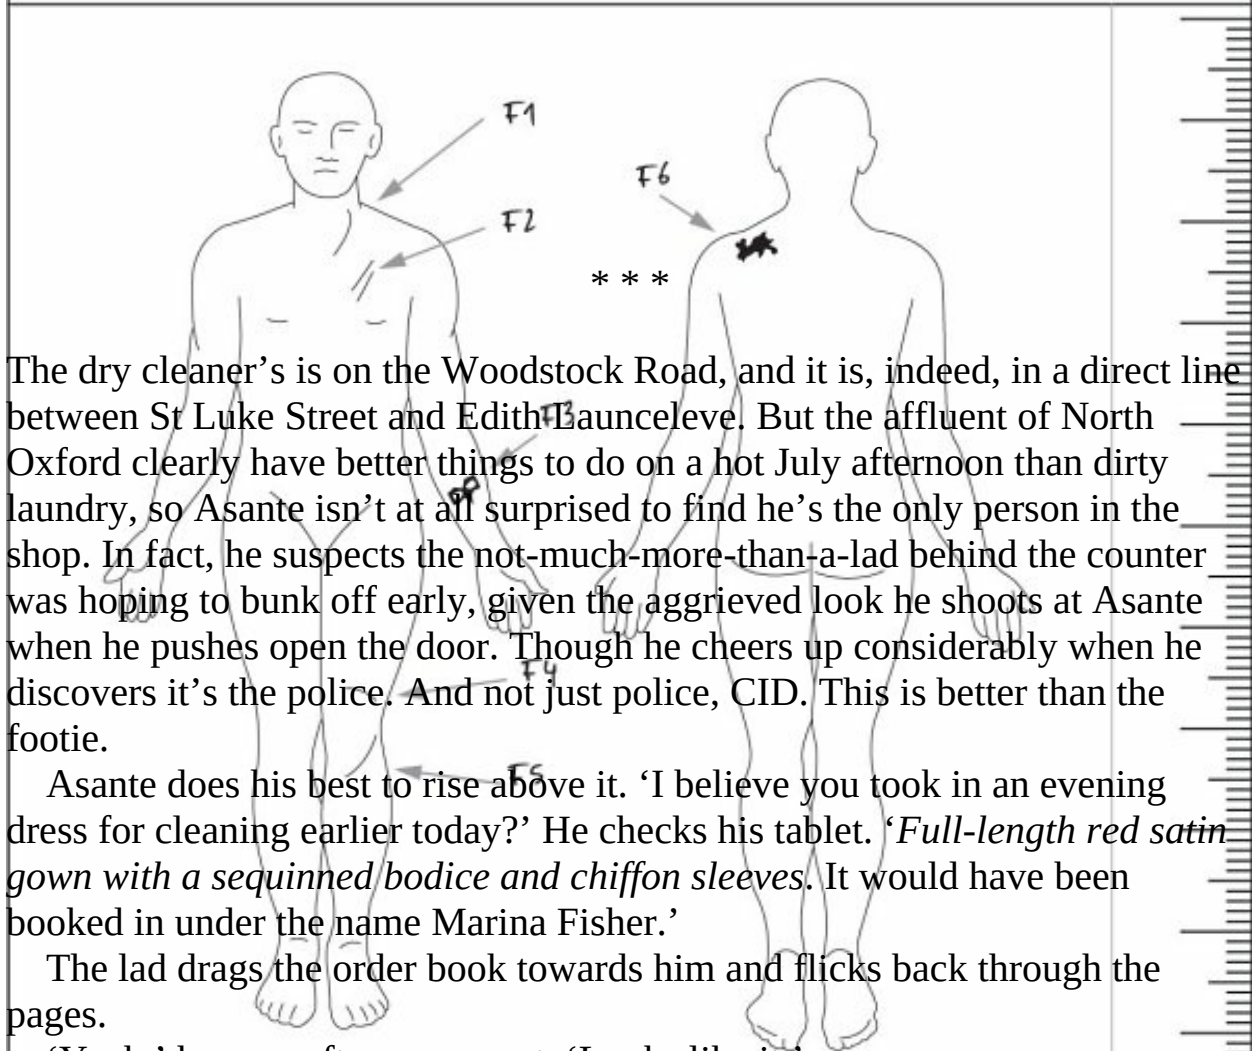 F1
F6
F2
* * *
The dry cleaner’s is on the Woodstock Road, and it is, indeed, in a direct line
between St Luke Street and Edith Launceleve. But the affluent of North
F3
Oxford clearly have better things to do on a hot July afternoon than dirty
laundry, so Asante isn’t at all surprised to find he’s the only person in the
shop. In fact, he suspects the not-much-more-than-a-lad behind the counter
was hoping to bunk off early, given the aggrieved look he shoots at Asante
when he pushes open the door. Though he cheers up considerably when he
F4
discovers it’s the police. And not just police, CID. This is better than the
footie.
F5
Asante does his best to rise above it. ‘I believe you took in an evening
dress for cleaning earlier today?’ He checks his tablet. ‘Full-length red satin
gown with a sequinned bodice and chiffon sleeves. It would have been
booked in under the name Marina Fisher.’
The lad drags the order book towards him and flicks back through the
pages.